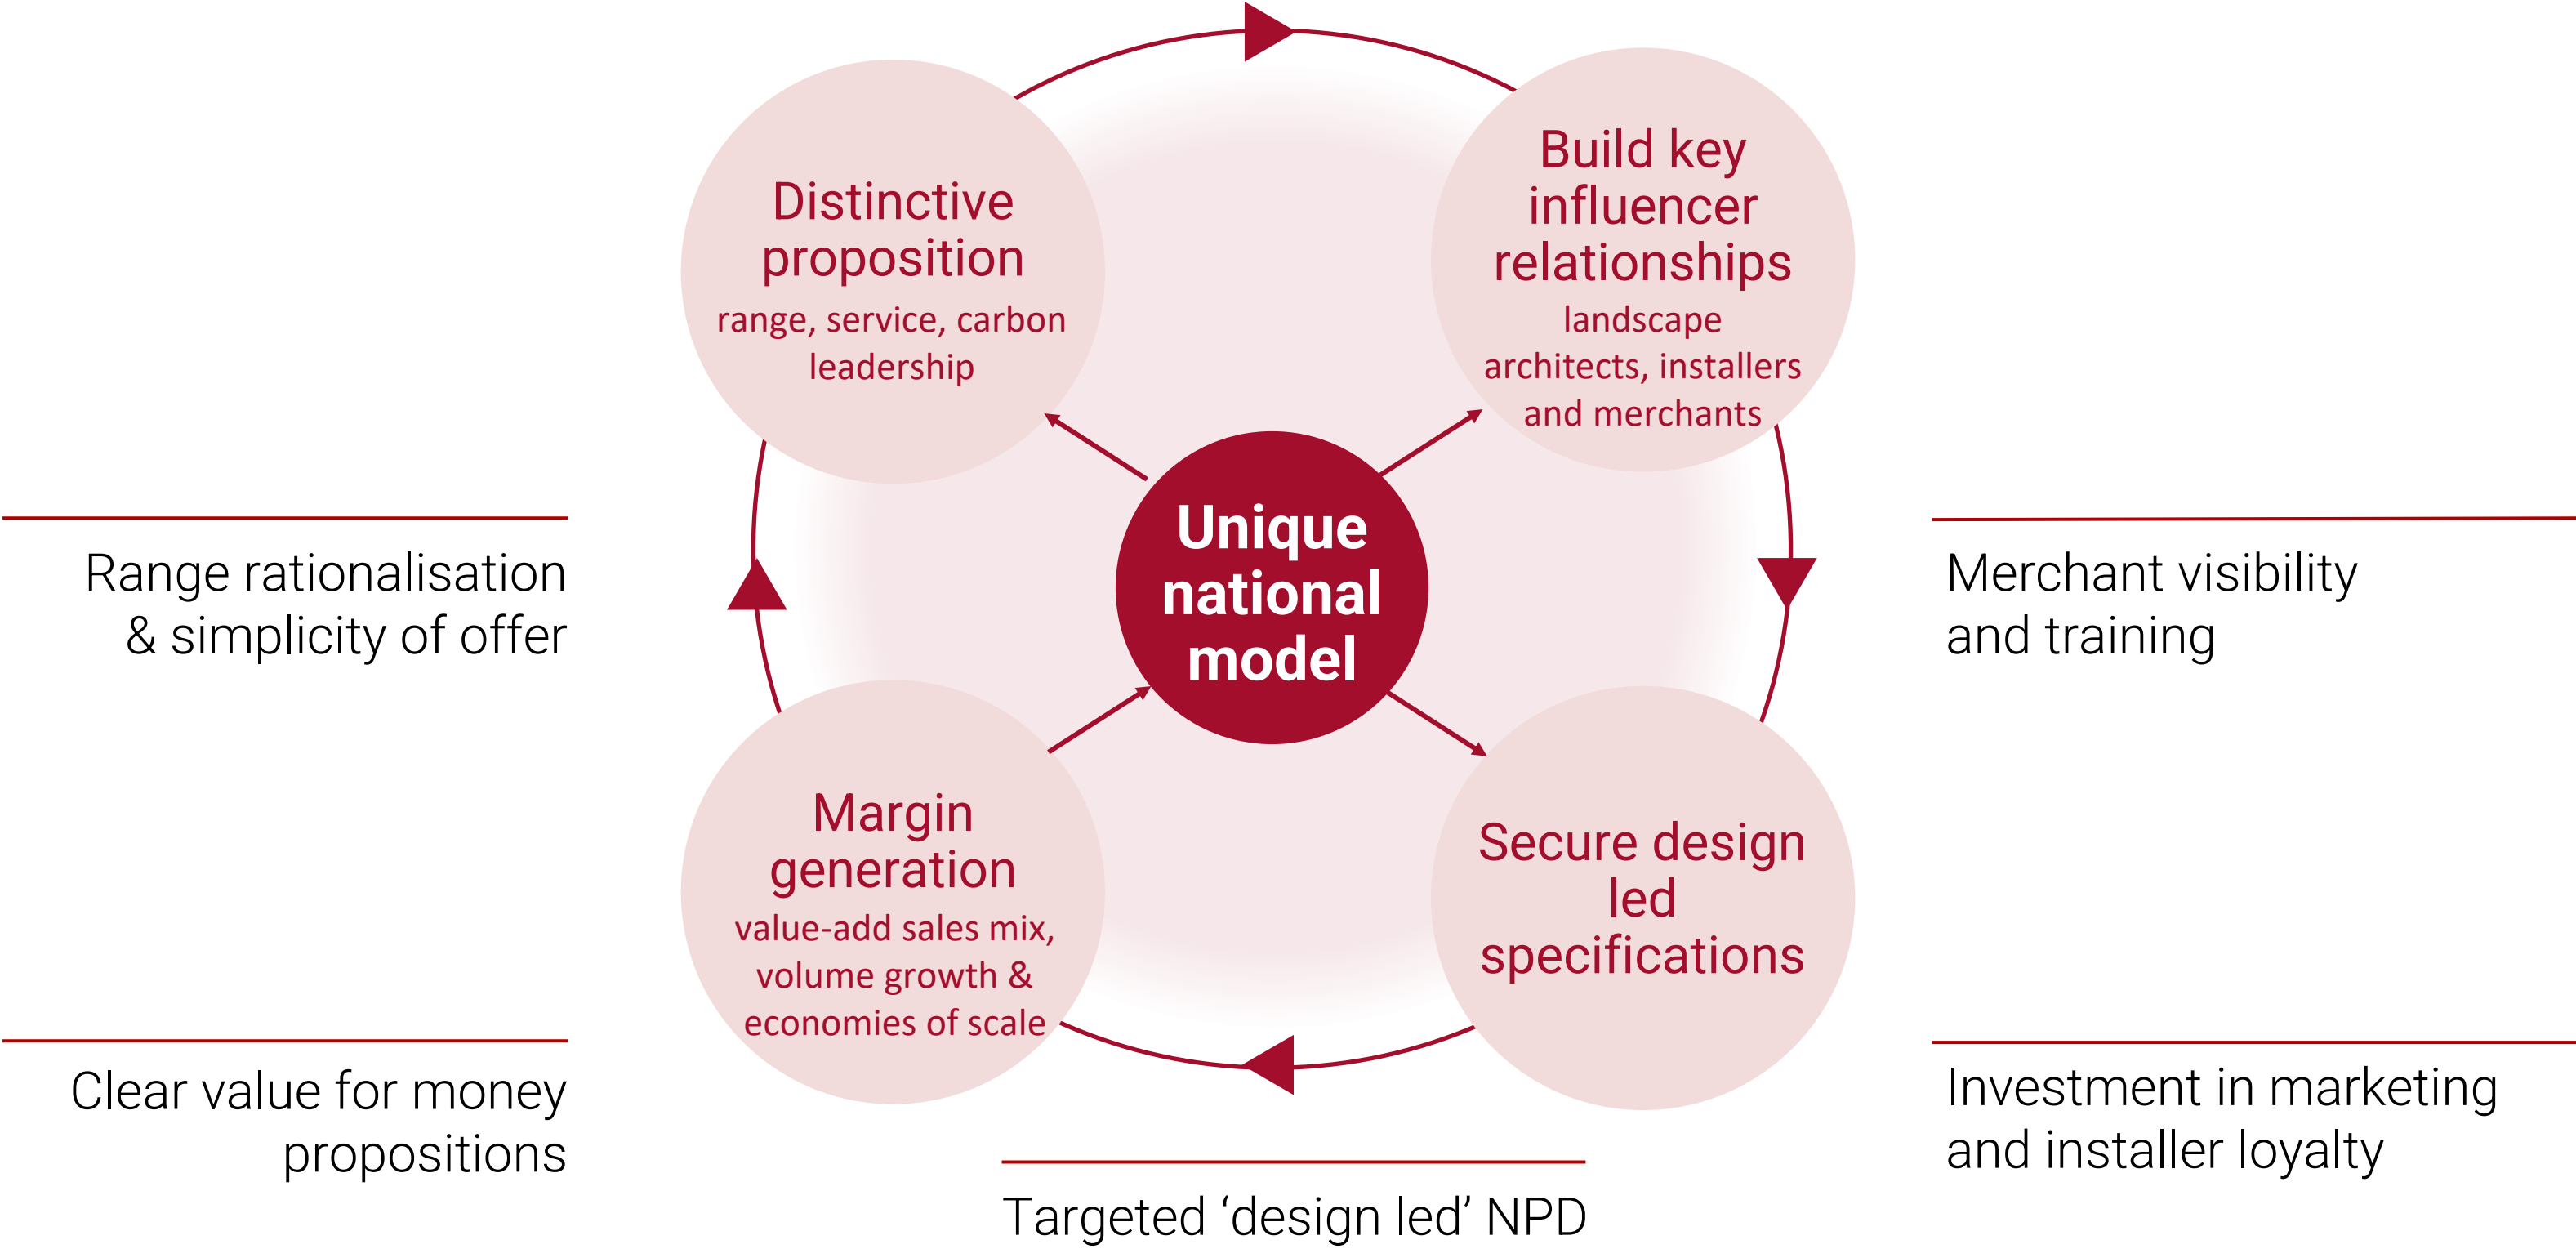 Distinctive
proposition
range, service, carbon
leadership
Build key
influencer
relationships
landscape
architects, installers
and merchants
Unique
national
model
Range rationalisation
& simplicity of offer
Merchant visibility
and training
Margin
generation
value-add sales mix,
volume growth &
economies of scale
Secure design
led
specifications
Clear value for money
propositions
Investment in marketing
and installer loyalty
Targeted ‘design led’ NPD